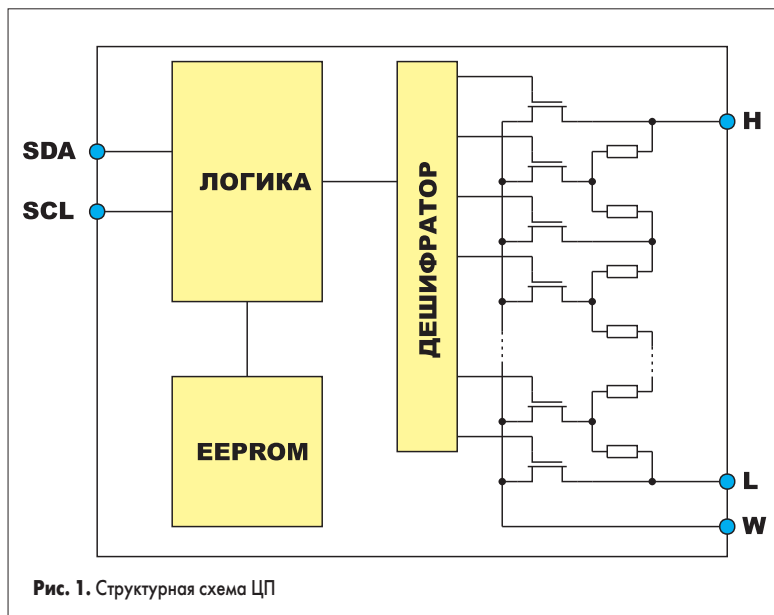 SDA
SCL
ЛОГИКА
EEPROM
ДЕШИФРАТОР
H
L
W
Рис. 1. Структурная схема ЦП